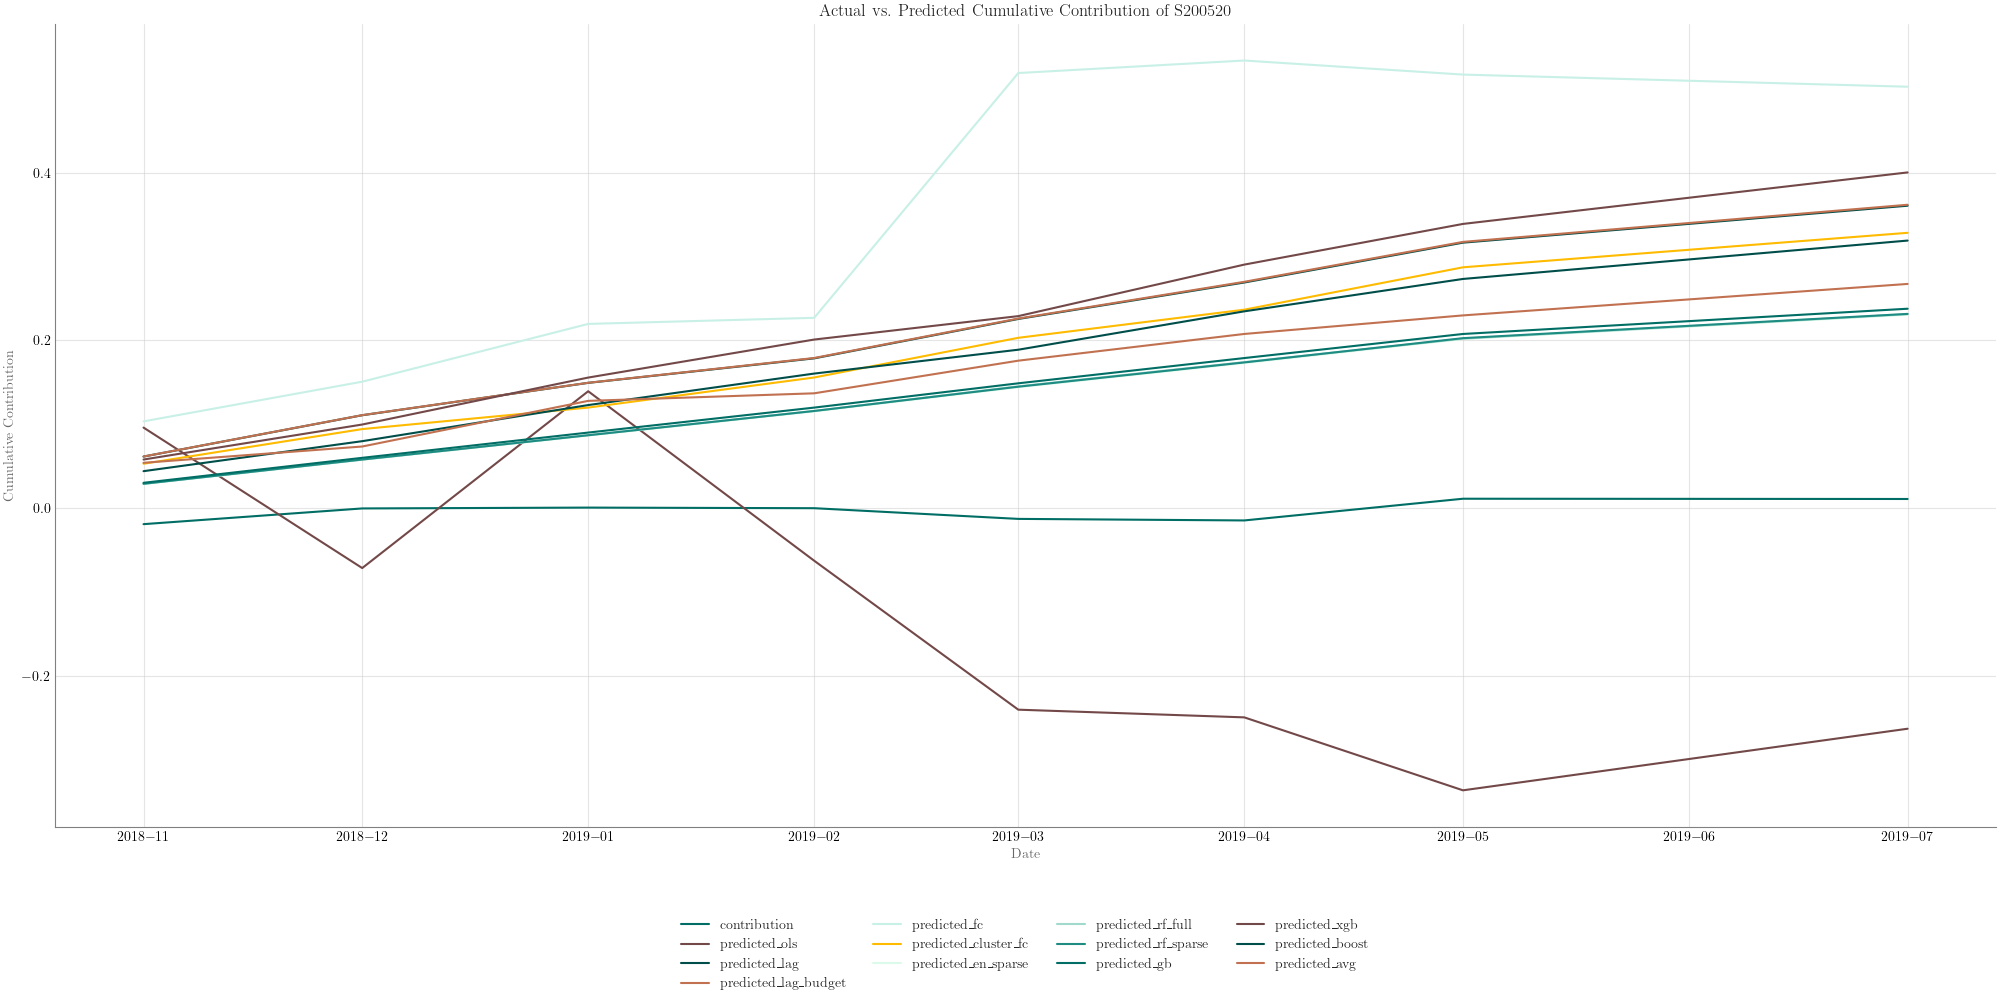 Actual vs. Predicted Cumulative Contribution of S200520
Cumulative Contribution
0.4
0.2
0.0
−0.2
2018−11 2018−12 2019−01 2019−02 2019−03 2019−04 2019−05 2019−06 2019−07
Date
contribution predicted_fc predicted_rf_full predicted_xgb
predicted_ols predicted_cluster_fc predicted_rf_sparse predicted_boost
predicted_lag predicted_en_sparse predicted_gb predicted_avg
predicted_lag_budget